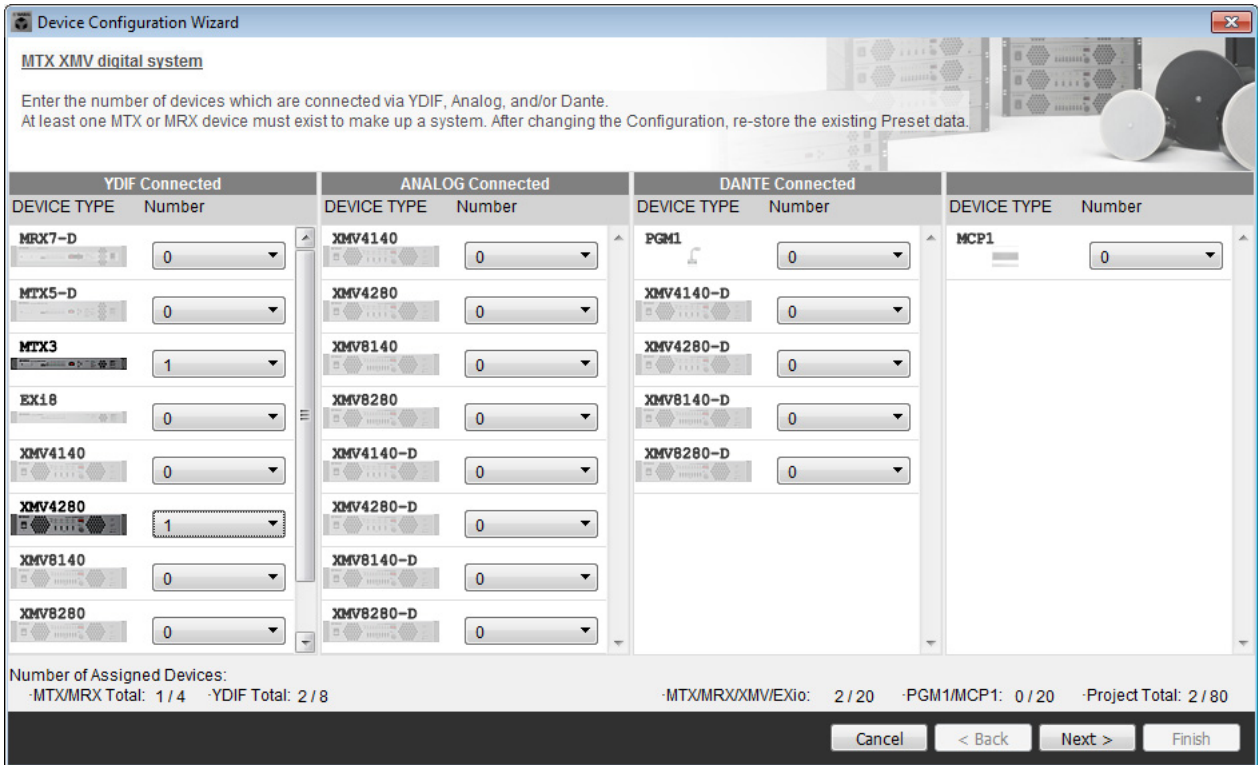 Device Configuration Wizard
MTX XMV digital system
Enter the number of devices which are connected via YDIF, Analog, and/or Dante.
At least one MTX or MRX device must exist to make up a system. After changing the Configuration, re-store the existing Preset data.
YDIF Connected
DEVICE TYPE Number
MRX7-D 0
MTX5-D 0
MTX3 1
EXi8 0
XMV4140 0
XMV4280 1
XMV8140 0
XMV8280 0
ANALOG Connected
DEVICE TYPE Number
XMV4140 0
XMV4280 0
XMV8140 0
XMV8280 0
XMV4140-D 0
XMV4280-D 0
XMV8140-D 0
XMV8280-D 0
DANTE Connected
DEVICE TYPE Number
PGM1 0
XMV4140-D 0
XMV4280-D 0
XMV8140-D 0
XMV8280-D 0
DEVICE TYPE Number
MCP1 0
Number of Assigned Devices:
·MTX/MRX Total: 1 / 4 ·YDIF Total: 2 / 8 ·MTX/MRX/XMV/EXio: 2 / 20 ·PGM1/MCP1: 0 / 20 ·Project Total: 2 / 80
Cancel < Back Next > Finish